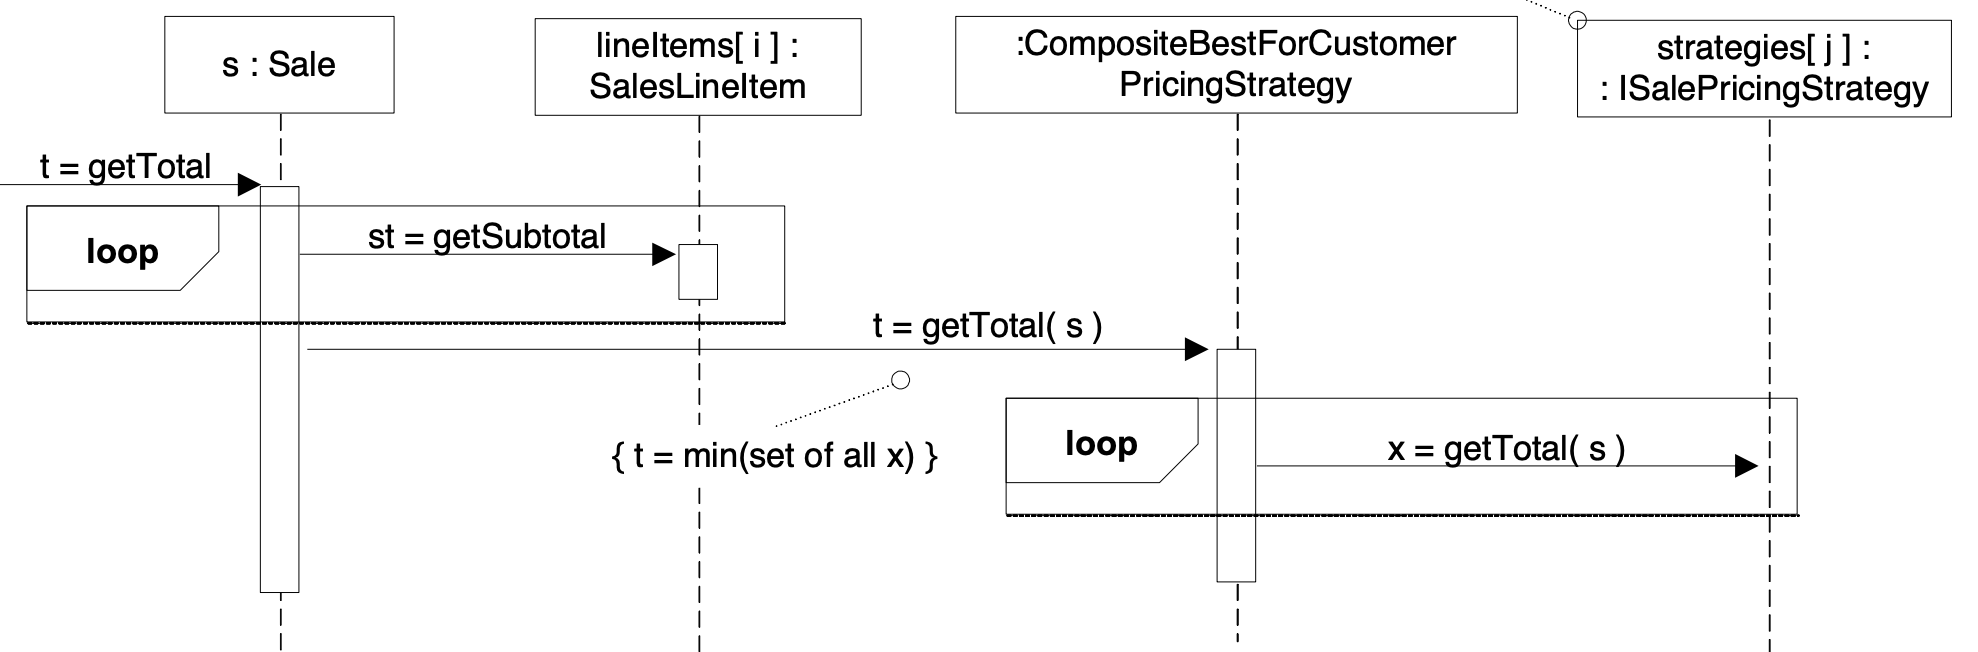 s : Sale
lineItems[ i ] :
SalesLineItem
:CompositeBestForCustomer
PricingStrategy
strategies[ j ] :
: ISalePricingStrategy
t = getTotal
loop
st = getSubtotal
t = getTotal( s )
{ t = min(set of all x) }
loop
x = getTotal( s )